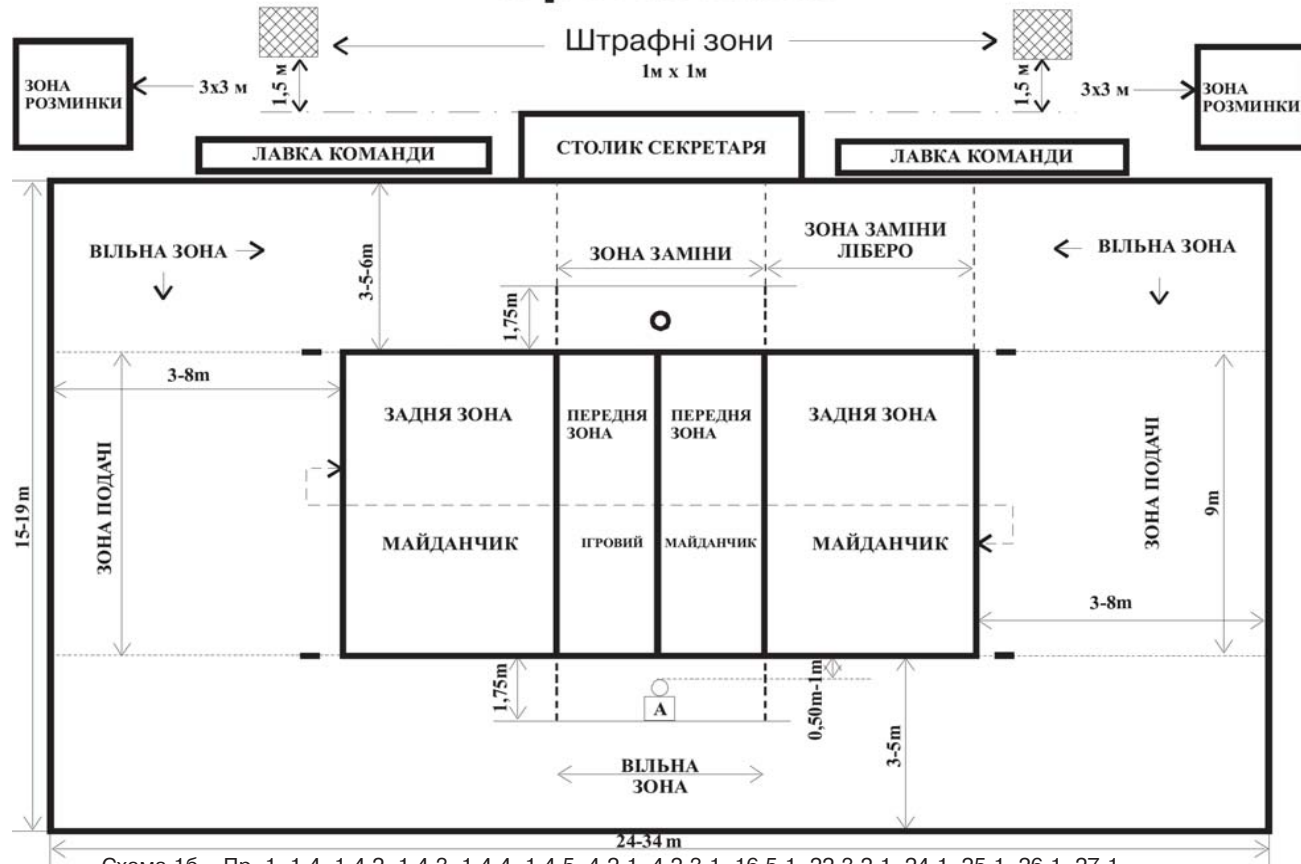 Штрафні зони
1м х 1м
ЗОНА
РОЗМИНКИ
3х3 м
1,5 м
1,5 м
3х3 м
ЗОНА
РОЗМИНКИ
ЛАВКА КОМАНДИ
СТОЛИК СЕКРЕТАРЯ
ЛАВКА КОМАНДИ
ВІЛЬНА ЗОНА
3-5-6m
ЗОНА ЗАМІНИ
ЗОНА ЗАМІНИ
ЛІБЕРО
ВІЛЬНА ЗОНА
1,75m
3-8m
ЗАДНЯ ЗОНА
ПЕРЕДНЯ
ЗОНА
ПЕРЕДНЯ
ЗОНА
ЗАДНЯ ЗОНА
15-19 m
ЗОНА ПОДАЧІ
МАЙДАНЧИК
ІГРОВИЙ
МАЙДАНЧИК
МАЙДАНЧИК
9m
ЗОНА ПОДАЧІ
3-8m
1,75m
А
0,50m-1m
3-5m
ВІЛЬНА
ЗОНА
24-34 m